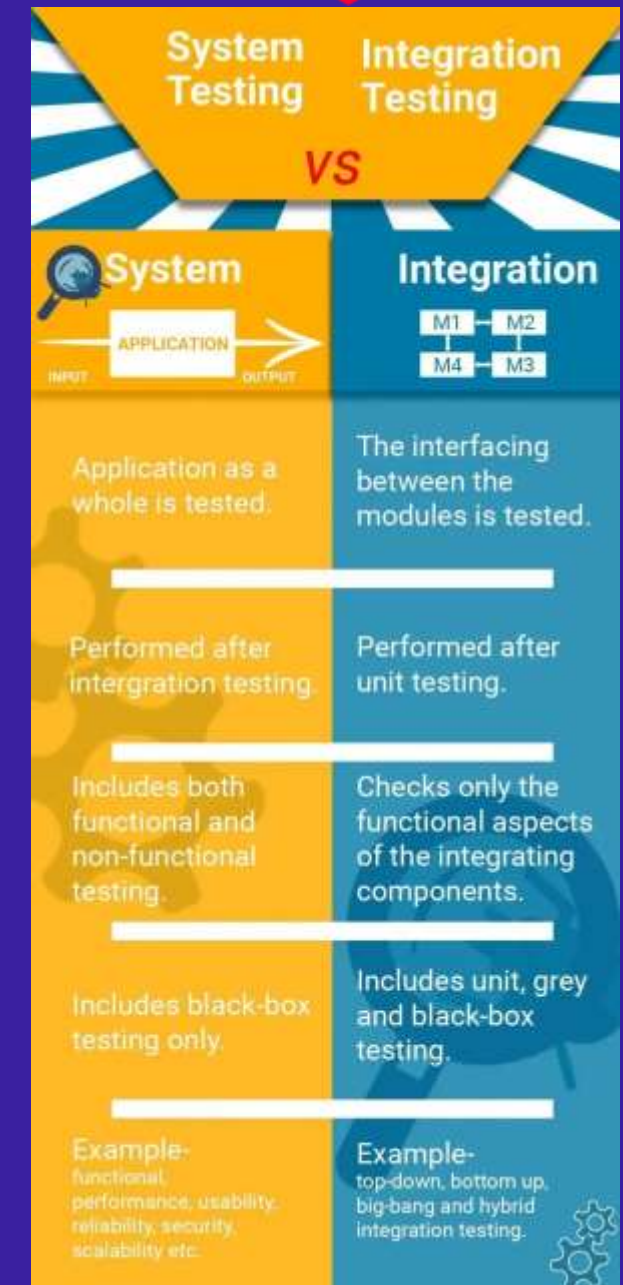 System
Testing
Integration
Testing
VS
System
INPUT
APPLICATION
OUTPUT
Integration
M1
M2
M4
M3
Application as a
whole is tested.
The interfacing
between the
modules is tested.
Performed after
intergration testing.
Performed after
unit testing.
Includes both
functional and
non-functional
testing.
Checks only the
functional aspects
of the integrating
components.
Includes black-box
testing only.
Includes unit, grey
and black-box
testing.
Example-
functional,
performance, usability,
reliability, security,
scalability etc.
Example-
top-down, bottom up,
big-bang and hybrid
integration testing.